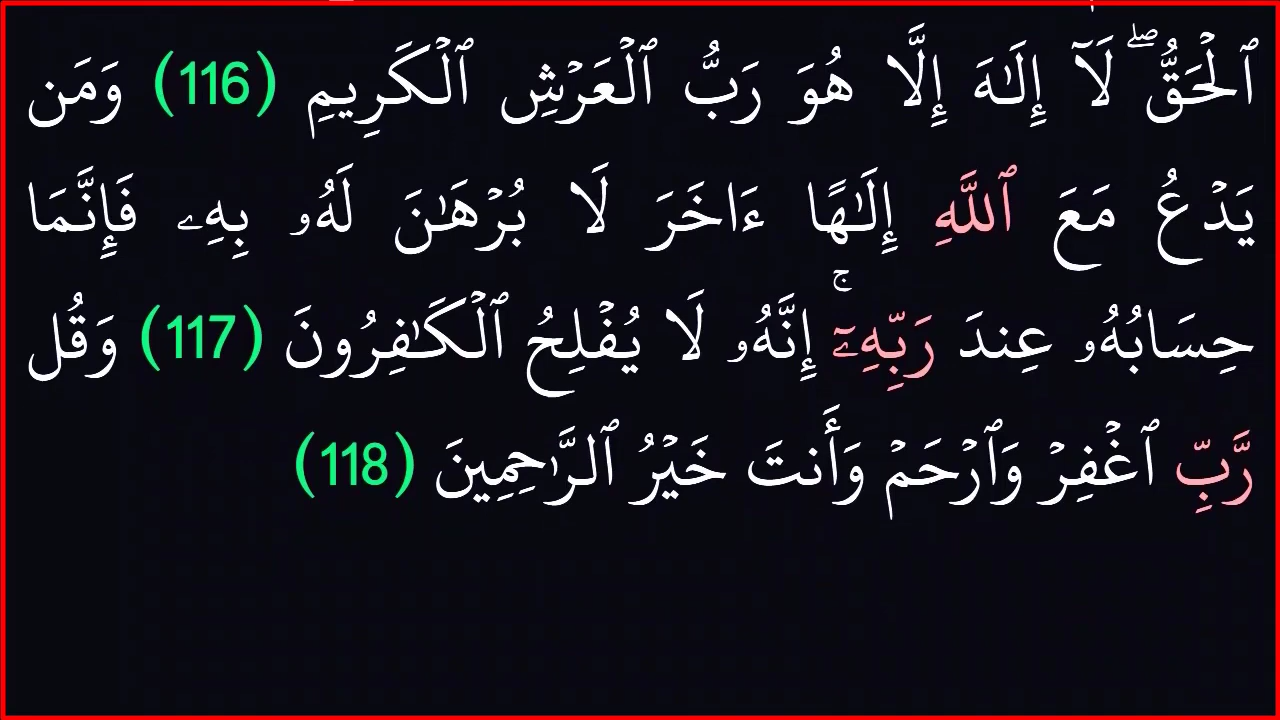 ٱلۡحَقُّۖ لَآ إِلَٰهَ إِلَّا هُوَ رَبُّ ٱلۡعَرۡشِ ٱلۡكَرِيمِ (116) وَمَن
يَدۡعُ مَعَ ٱللَّهِ إِلَٰهًا ءَاخَرَ لَا بُرۡهَٰنَ لَهُۥ بِهِۦ فَإِنَّمَا
حِسَابُهُۥ عِندَ رَبِّهِۦٓۚ إِنَّهُۥ لَا يُفۡلِحُ ٱلۡكَٰفِرُونَ (117) وَقُل
رَّبِّ ٱغۡفِرۡ وَٱرۡحَمۡ وَأَنتَ خَيۡرُ ٱلرَّٰحِمِينَ (118)